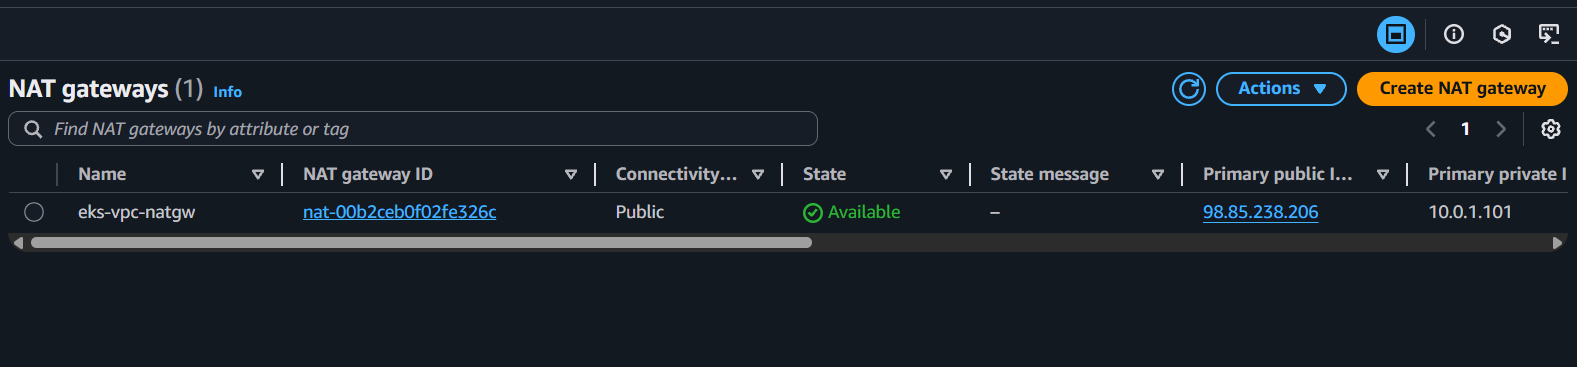 NAT gateways (1) Info
Actions
Create NAT gateway
Find NAT gateways by attribute or tag
1
Name NAT gateway ID Connectivity... State State message Primary public I... Primary private I
eks-vpc-natgw nat-00b2ceb0f02fe326c Public Available – 98.85.238.206 10.0.1.101